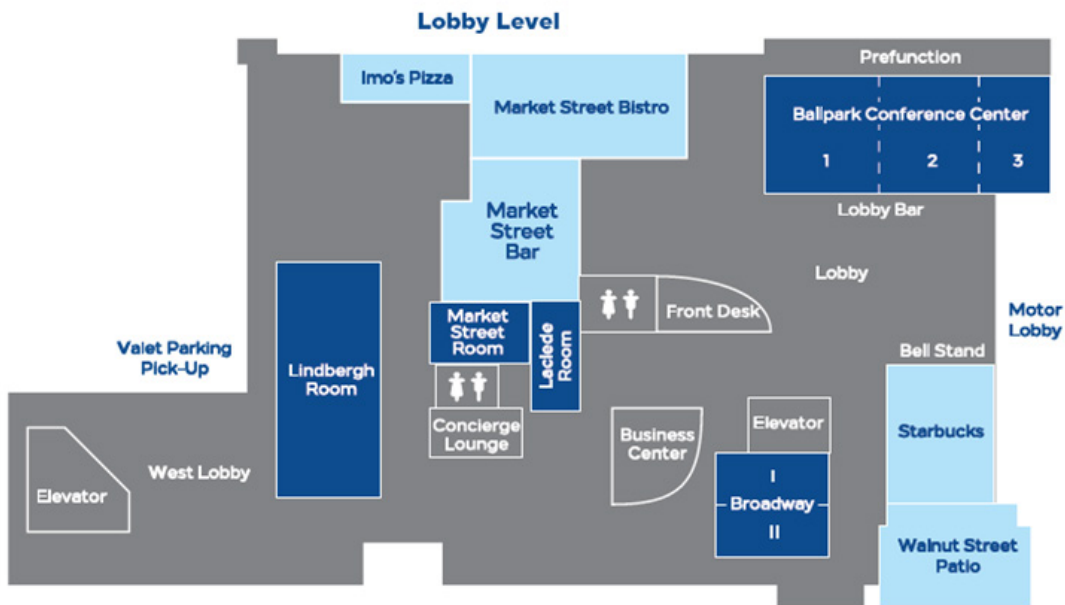 Lobby Level
Prefunction
Imo's Pizza
Market Street Bistro
Ballpark Conference Center
1
2
3
Market
Street
Bar
Lobby Bar
Lobby
Front Desk
Market
Street
Room
Laclede
Room
Motor
Lobby
Valet Parking
Pick-Up
Bell Stand
Lindbergh
Room
Concierge
Lounge
Business
Center
Elevator
Starbucks
West Lobby
Elevator
I
Broadway
II
Walnut Street
Patio